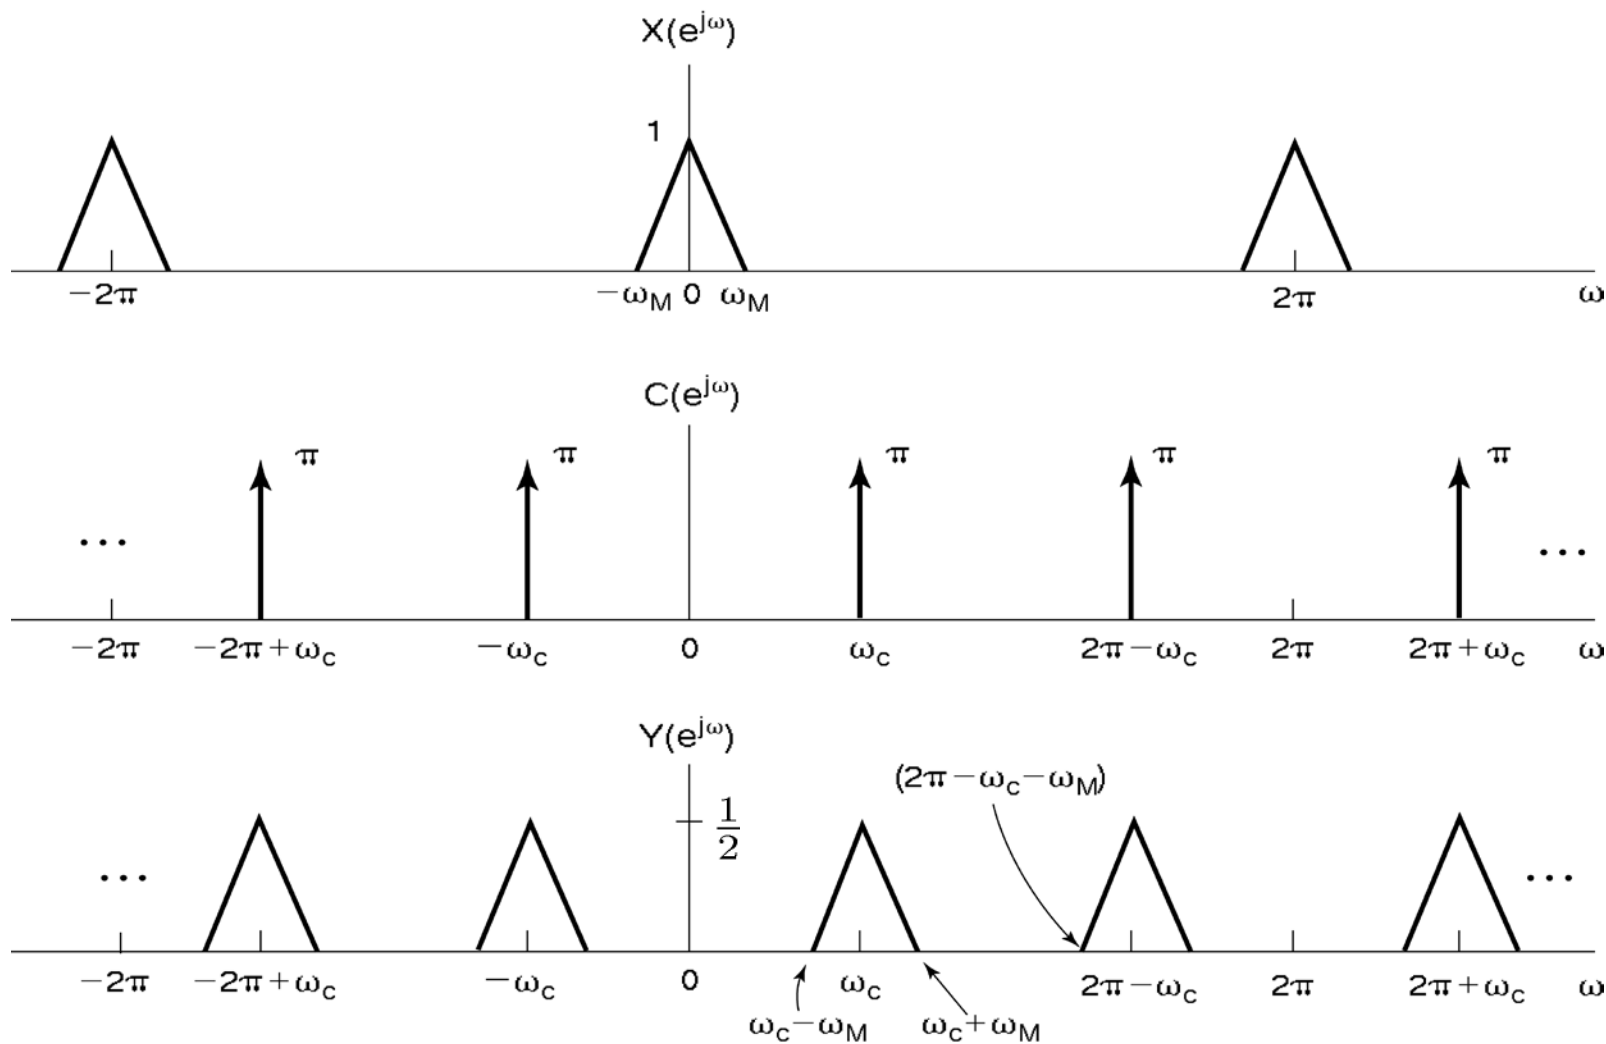 X(e^{jω})
1
−2π −ω_M 0 ω_M 2π ω
C(e^{jω})
π π π π π
... ...
−2π −2π+ω_c −ω_c 0 ω_c 2π−ω_c 2π 2π+ω_c ω
Y(e^{jω})
(2π−ω_c−ω_M)
1/2
... ...
−2π −2π+ω_c −ω_c 0 ω_c 2π−ω_c 2π 2π+ω_c ω
ω_c−ω_M ω_c+ω_M